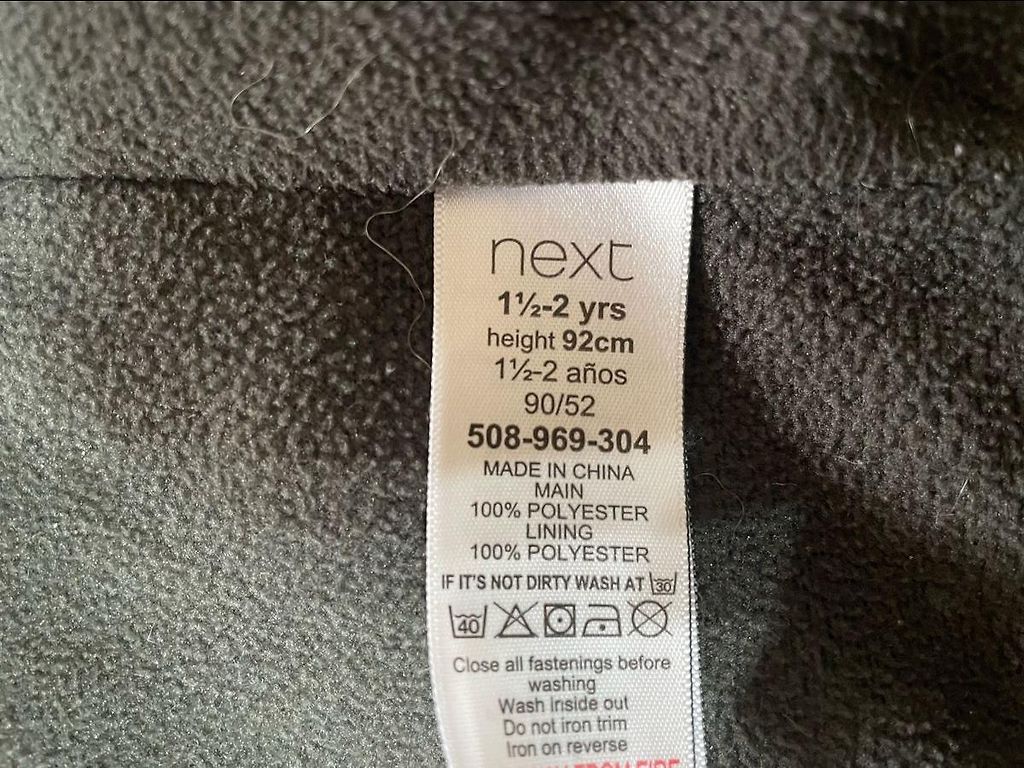 next
1½-2 yrs
height 92cm
1½-2 años
90/52
508-969-304
MADE IN CHINA
MAIN
100% POLYESTER
LINING
100% POLYESTER
IF IT'S NOT DIRTY WASH AT 30
40
Close all fastenings before
washing
Wash inside out
Do not iron trim
Iron on reverse
FROM FIRE